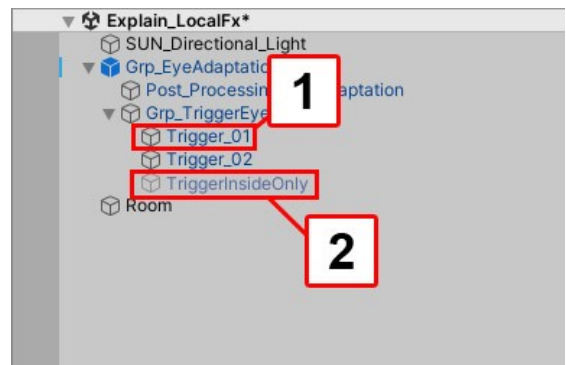 Explain_LocalFx*
SUN_Directional_Light
Grp_EyeAdaptatio
1
Post_Processin aptation
Grp_TriggerEye
Trigger_01
Trigger_02
TriggerInsideOnly
Room
2